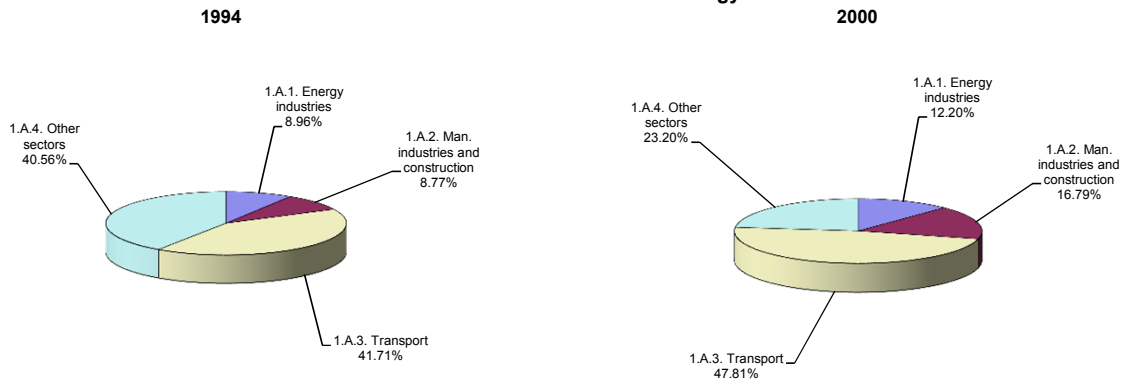 gy
1994
2000
1.A.1. Energy
industries
8.96%
1.A.4. Other
sectors
40.56%
1.A.2. Man.
industries and
construction
8.77%
1.A.3. Transport
41.71%
1.A.1. Energy
industries
12.20%
1.A.4. Other
sectors
23.20%
1.A.2. Man.
industries and
construction
16.79%
1.A.3. Transport
47.81%